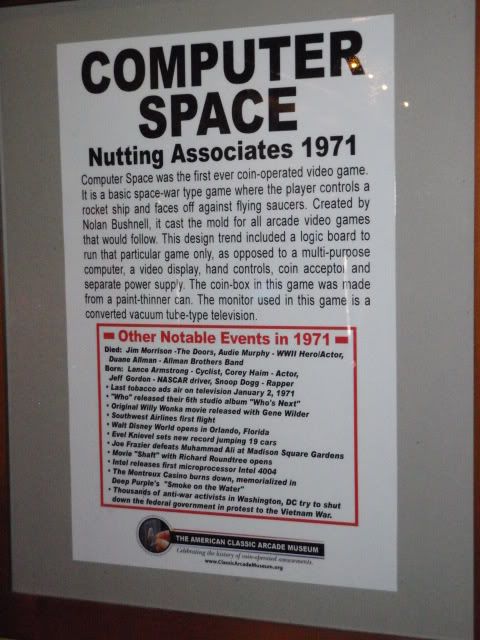 COMPUTER
SPACE
Nutting Associates 1971
Computer Space was the first ever coin-operated video game.
It is a basic space-war type game where the player controls a
rocket ship and faces off against flying saucers. Created by
Nolan Bushnell, it cast the mold for all arcade video games
that would follow. This design trend included a logic board to
run that particular game only, as opposed to a multi-purpose
computer, a video display, hand controls, coin acceptor and
separate power supply. The coin-box in this game was made
from a paint-thinner can. The monitor used in this game is a
converted vacuum tube-type television.
Other Notable Events in 1971
Died: Jim Morrison -The Doors, Audie Murphy - WWII Hero/Actor,
Duane Allman - Allman Brothers Band
Born: Lance Armstrong - Cyclist, Corey Haim - Actor,
Jeff Gordon - NASCAR driver, Snoop Dogg - Rapper
• Last tobacco ads air on television January 2, 1971
• "Who" released their 6th studio album "Who's Next"
• Original Willy Wonka movie released with Gene Wilder
• Southwest Airlines first flight
• Walt Disney World opens in Orlando, Florida
• Evel Knievel sets new record jumping 19 cars
• Joe Frazier defeats Muhammad Ali at Madison Square Gardens
• Movie "Shaft" with Richard Roundtree opens
• Intel releases first microprocessor Intel 4004
• The Montreux Casino burns down, memorialized in
Deep Purple's "Smoke on the Water"
• Thousands of anti-war activists in Washington, DC try to shut
down the federal government in protest to the Vietnam War.
THE AMERICAN CLASSIC ARCADE MUSEUM
Celebrating the history of coin-operated amusements.
www.ClassicArcadeMuseum.org